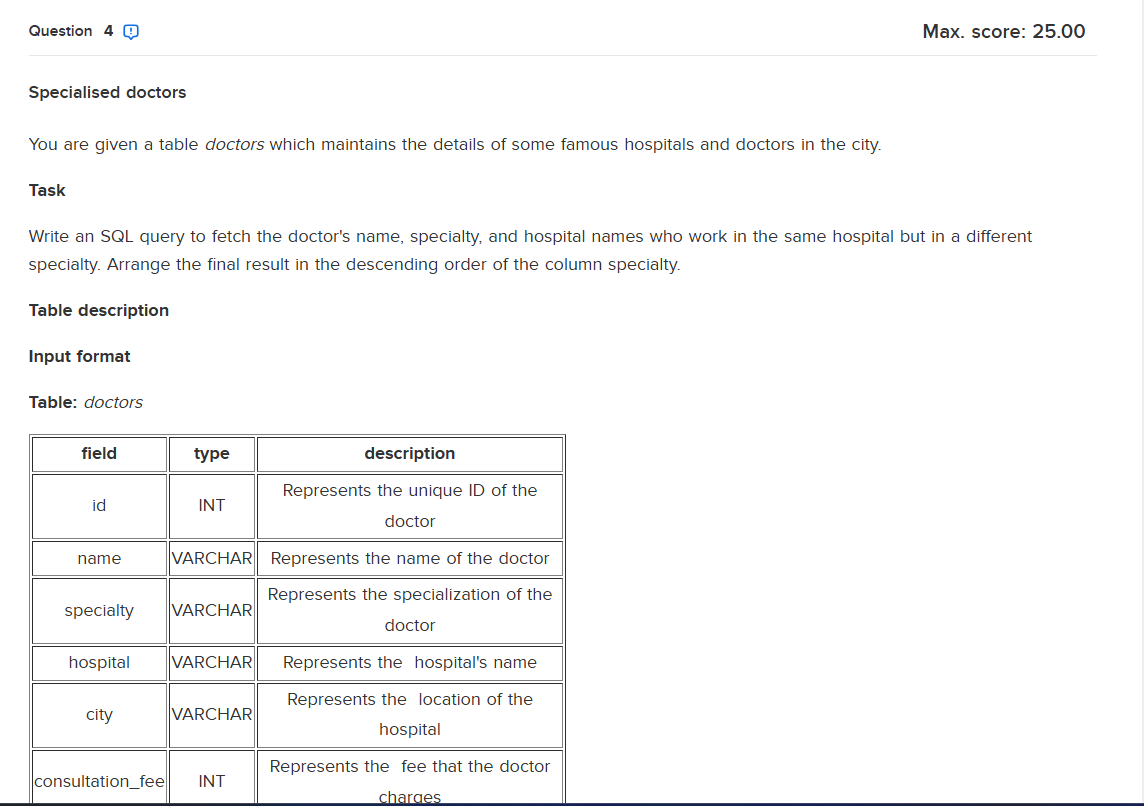 Question 4
Max. score: 25.00
Specialised doctors
You are given a table doctors which maintains the details of some famous hospitals and doctors in the city.
Task
Write an SQL query to fetch the doctor's name, specialty, and hospital names who work in the same hospital but in a different
specialty. Arrange the final result in the descending order of the column specialty.
Table description
Input format
Table: doctors
field type description
id INT Represents the unique ID of the
doctor
name VARCHAR Represents the name of the doctor
specialty VARCHAR Represents the specialization of the
doctor
hospital VARCHAR Represents the hospital's name
city VARCHAR Represents the location of the
hospital
consultation_fee INT Represents the fee that the doctor
charges